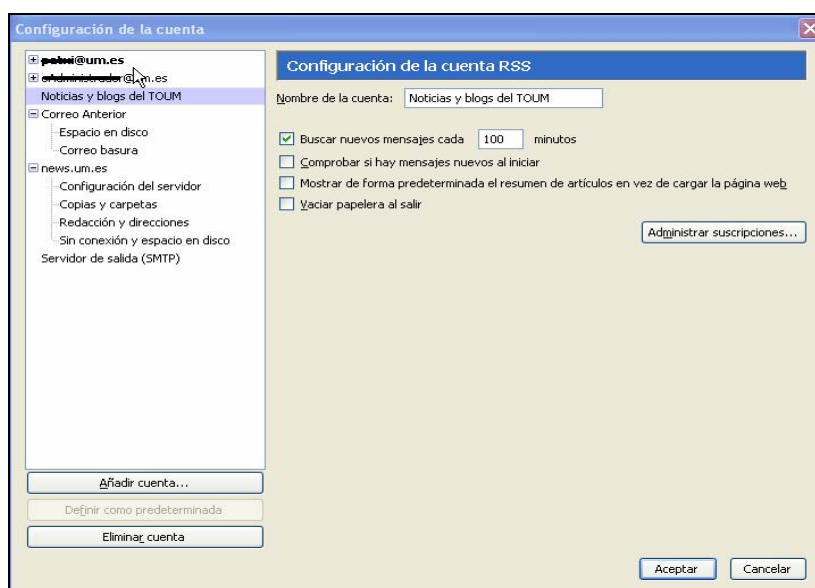 Configuración de la cuenta
@um.es
m.es
Noticias y blogs del TOUM
Correo Anterior
Espacio en disco
Correo basura
news.um.es
Configuración del servidor
Copias y carpetas
Redacción y direcciones
Sin conexión y espacio en disco
Servidor de salida (SMTP)
Añadir cuenta...
Definir como predeterminada
Eliminar cuenta
Configuración de la cuenta RSS
Nombre de la cuenta: Noticias y blogs del TOUM
Buscar nuevos mensajes cada 100 minutos
Comprobar si hay mensajes nuevos al iniciar
Mostrar de forma predeterminada el resumen de artículos en vez de cargar la página web
Vaciar papelera al salir
Administrar suscripciones...
Aceptar Cancelar